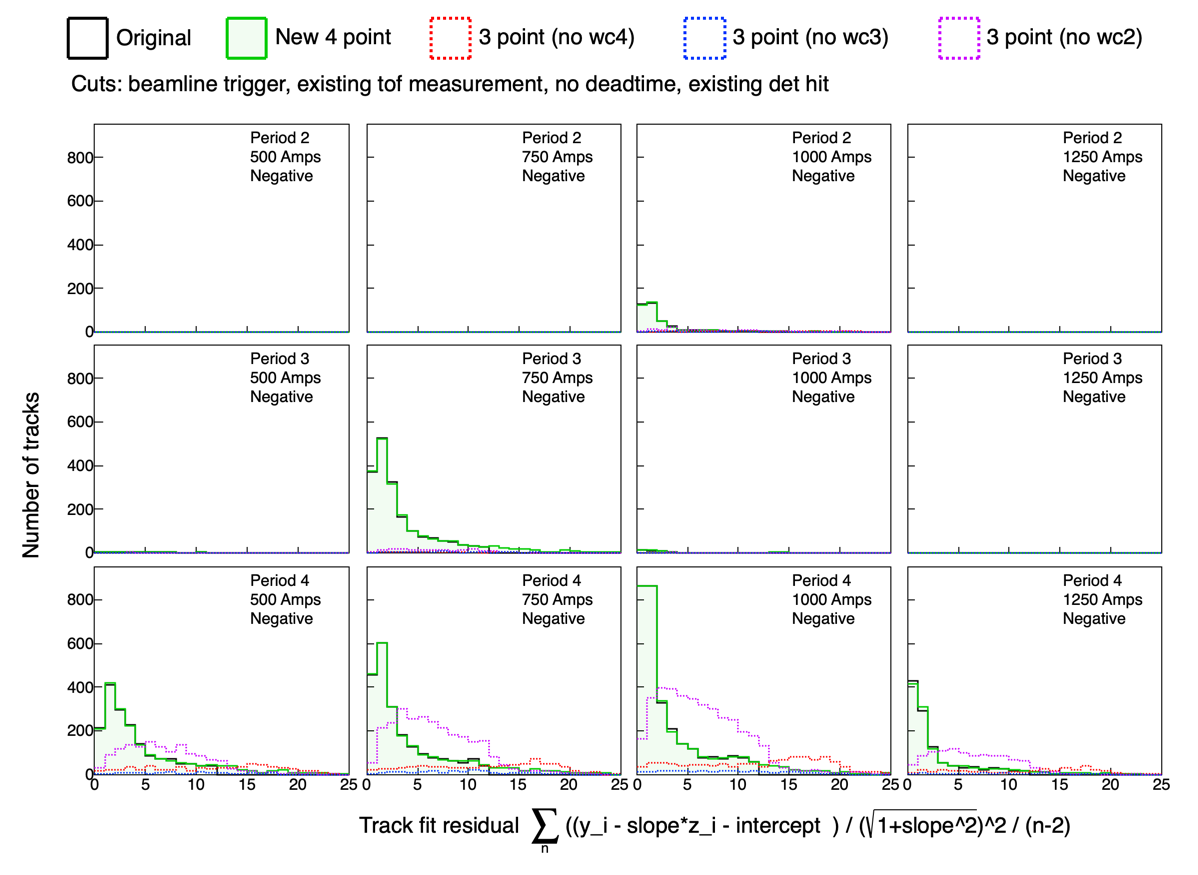 Original New 4 point 3 point (no wc4) 3 point (no wc3) 3 point (no wc2)
Cuts: beamline trigger, existing tof measurement, no deadtime, existing det hit
Number of tracks
800
600
400
200
0
Period 2
500 Amps
Negative
Period 2
750 Amps
Negative
Period 2
1000 Amps
Negative
Period 2
1250 Amps
Negative
800
600
400
200
0
Period 3
500 Amps
Negative
Period 3
750 Amps
Negative
Period 3
1000 Amps
Negative
Period 3
1250 Amps
Negative
800
600
400
200
0
Period 4
500 Amps
Negative
Period 4
750 Amps
Negative
Period 4
1000 Amps
Negative
Period 4
1250 Amps
Negative
0 5 10 15 20 25 0 5 10 15 20 25 0 5 10 15 20 25 0 5 10 15 20 25
Track fit residual ∑ ((y_i - slope*z_i - intercept ) / (√1+slope^2)^2 / (n-2)
n